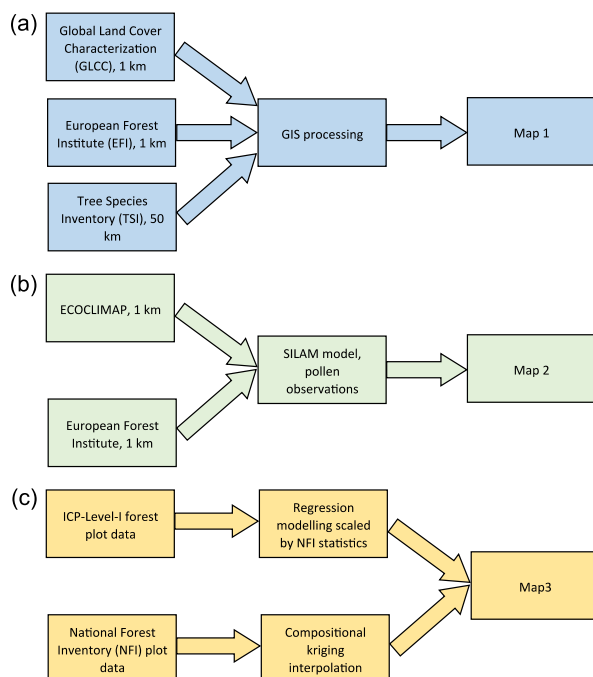 (a)
Global Land Cover
Characterization
(GLCC), 1 km
European Forest
Institute (EFI), 1 km
Tree Species
Inventory (TSI), 50
km
GIS processing
Map 1
(b)
ECOCLIMAP, 1 km
European Forest
Institute, 1 km
SILAM model,
pollen
observations
Map 2
(c)
ICP-Level-I forest
plot data
Regression
modelling scaled
by NFI statistics
National Forest
Inventory (NFI) plot
data
Compositional
kriging
interpolation
Map3